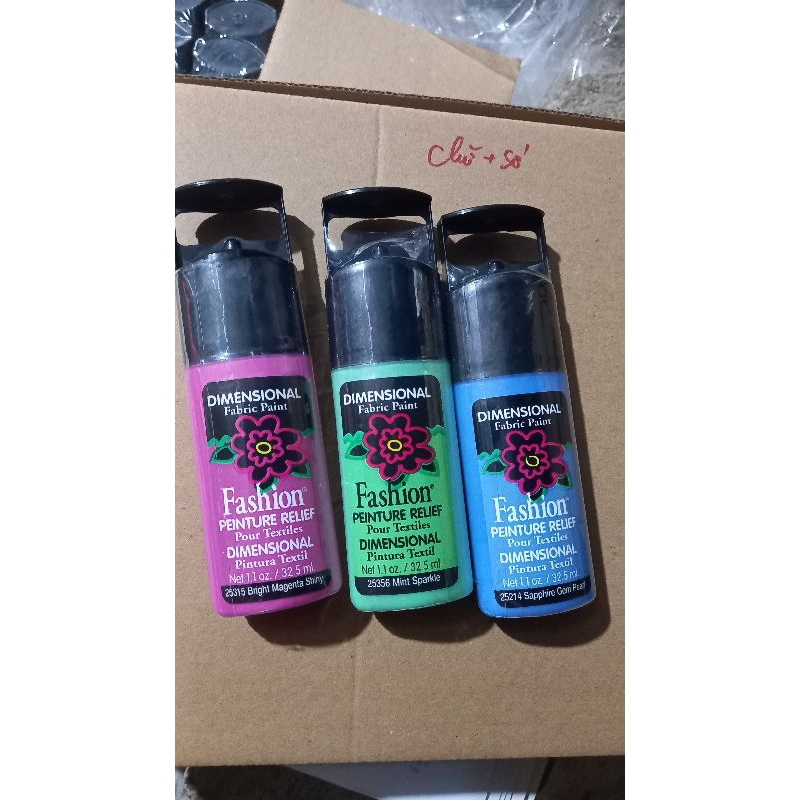 chữ + số
DIMENSIONAL
Fabric Paint
Fashion®
PEINTURE RELIEF
Pour Textiles
DIMENSIONAL
Pintura Textil
Net 1.1 oz. / 32.5 ml
25315 Bright Magenta Shiny
DIMENSIONAL
Fabric Paint
Fashion®
PEINTURE RELIEF
Pour Textiles
DIMENSIONAL
Pintura Textil
Net 1.1 oz. / 32.5 ml
25356 Mint Sparkle
DIMENSIONAL
Fabric Paint
Fashion
PEINTURE RELIEF
Pour Textiles
DIMENSIONAL
Pintura Textil
Net 1.1 oz. / 32.5 ml
25214 Sapphire Gem Pearl